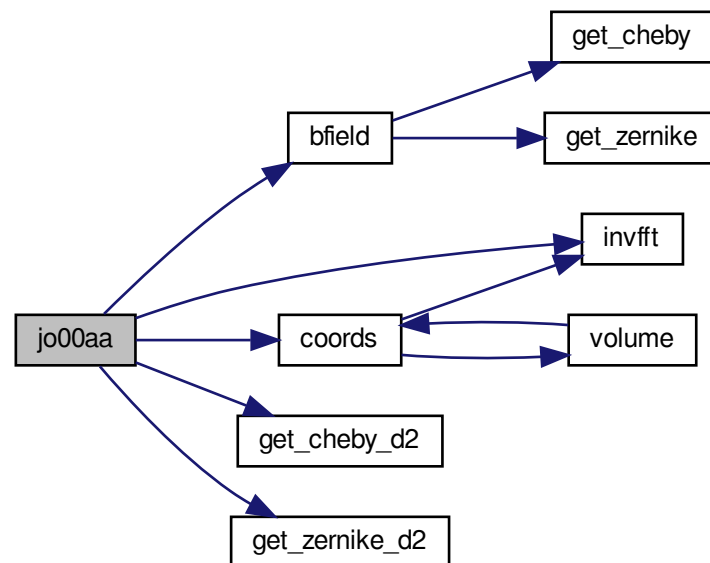 get_cheby
bfield
get_zernike
invfft
jo00aa
coords
volume
get_cheby_d2
get_zernike_d2